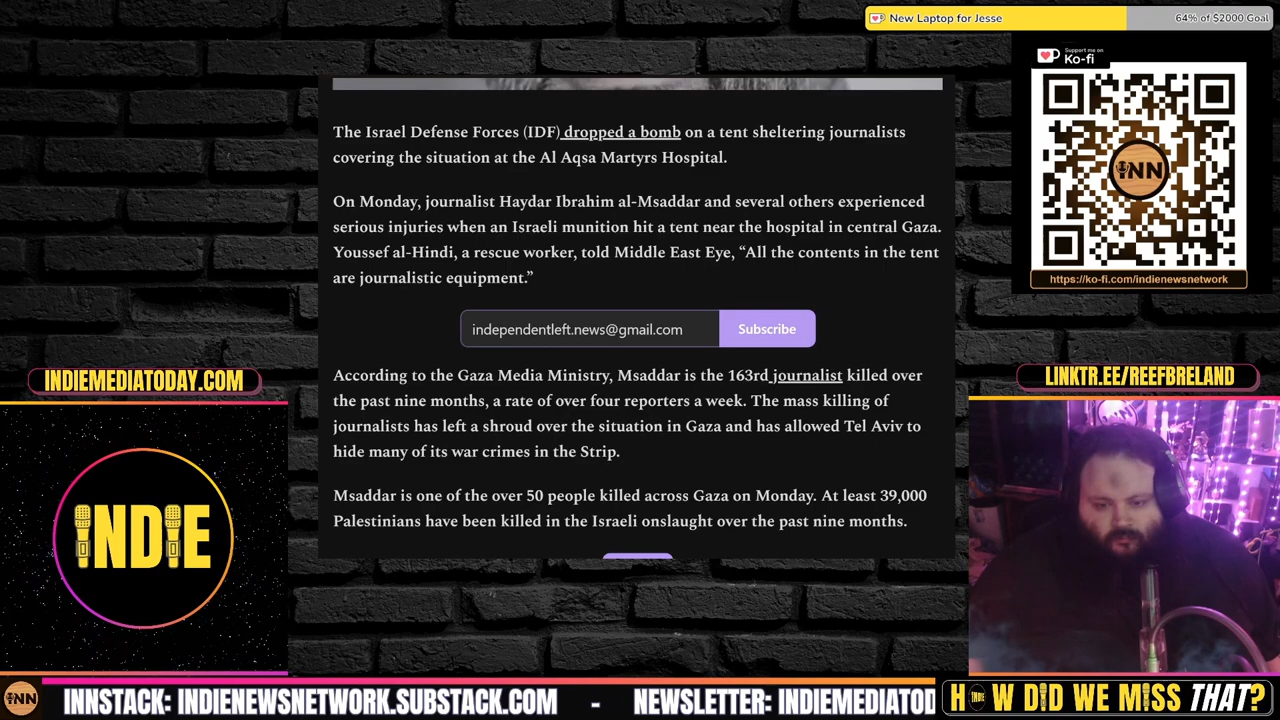 New Laptop for Jesse
64% of $2000 Goal
Support me on
Ko-fi
INN
https://ko-fi.com/indienewsnetwork
The Israel Defense Forces (IDF) dropped a bomb on a tent sheltering journalists
covering the situation at the Al Aqsa Martyrs Hospital.
On Monday, journalist Haydar Ibrahim al-Msaddar and several others experienced
serious injuries when an Israeli munition hit a tent near the hospital in central Gaza.
Youssef al-Hindi, a rescue worker, told Middle East Eye, “All the contents in the tent
are journalistic equipment.”
independentleft.news@gmail.com
Subscribe
According to the Gaza Media Ministry, Msaddar is the 163rd journalist killed over
the past nine months, a rate of over four reporters a week. The mass killing of
journalists has left a shroud over the situation in Gaza and has allowed Tel Aviv to
hide many of its war crimes in the Strip.
Msaddar is one of the over 50 people killed across Gaza on Monday. At least 39,000
Palestinians have been killed in the Israeli onslaught over the past nine months.
INDIEMEDIATODAY.COM
INDIE
LINKTR.EE/REEFBRELAND
INN
INNSTACK: INDIENEWSNETWORK.SUBSTACK.COM - NEWSLETTER: INDIEMEDIATOD
HOW DID WE MISS THAT?